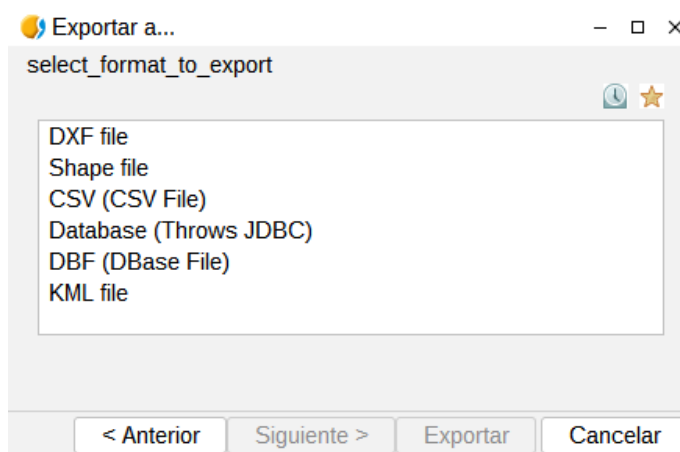 Exportar a...
select_format_to_export
DXF file
Shape file
CSV (CSV File)
Database (Throws JDBC)
DBF (DBase File)
KML file
< Anterior Siguiente > Exportar Cancelar